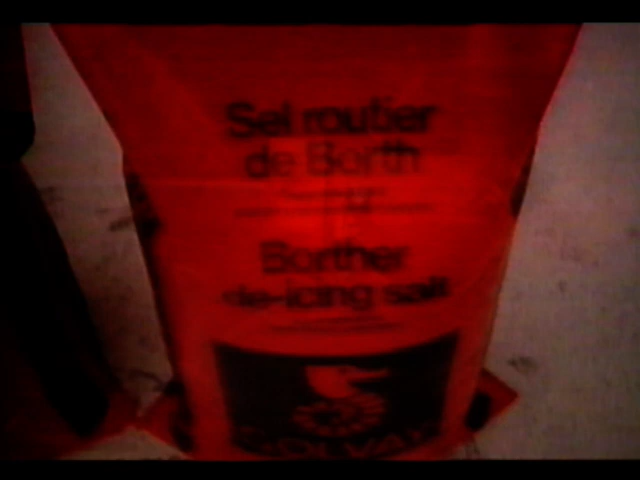 Sel routier
de Borth
Borther
de-icing salt
SOLVAY